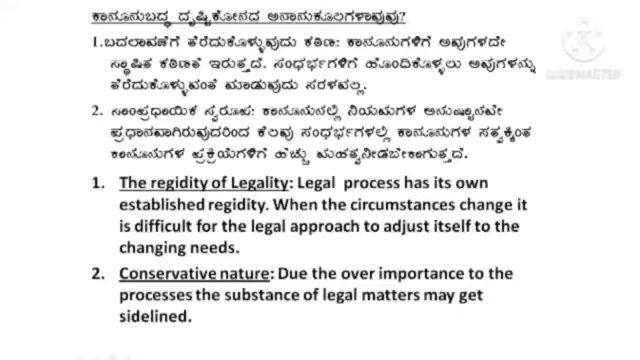 ಕಾನೂನುಬದ್ಧ ದೃಷ್ಟಿಕೋನದ ಅನಾನುಕೂಲಗಳಾವುವು?
1.ಬದಲಾವಣೆಗೆ ತೆರೆದುಕೊಳ್ಳುವುದು ಕಠಿಣ: ಕಾನೂನುಗಳಿಗೆ ಅವುಗಳದೇ
ಸ್ಥಾಪಿತ ಕಠಿಣತೆ ಇರುತ್ತದೆ. ಸಂಧರ್ಭಗಳಿಗೆ ಹೊಂದಿಕೊಳ್ಳಲು ಅವುಗಳನ್ನು
ತೆರೆದುಕೊಳ್ಳುವಂತೆ ಮಾಡುವುದು ಸರಳವಲ್ಲ.
2. ಸಾಂಪ್ರಧಾಯಿಕ ಸ್ವರೂಪ: ಕಾನೂನುನಲ್ಲಿ ನಿಯಮಗಳ ಅನುಷ್ಠಾನವೇ
ಪ್ರಧಾನವಾಗಿರುವುದರಿಂದ ಕೆಲವು ಸಂಧರ್ಭಗಳಲ್ಲಿ ಕಾನೂನುಗಳ ಸತ್ವಕ್ಕಿಂತ
ಕಾನೂನುಗಳ ಪ್ರಕ್ರಿಯೆಗಳಿಗೆ ಹೆಚ್ಚು ಮಹತ್ವನೀಡಬೇಕಾಗುತ್ತದೆ.
1. The regidity of Legality: Legal process has its own
established regidity. When the circumstances change it
is difficult for the legal approach to adjust itself to the
changing needs.
2. Conservative nature: Due the over importance to the
processes the substance of legal matters may get
sidelined.